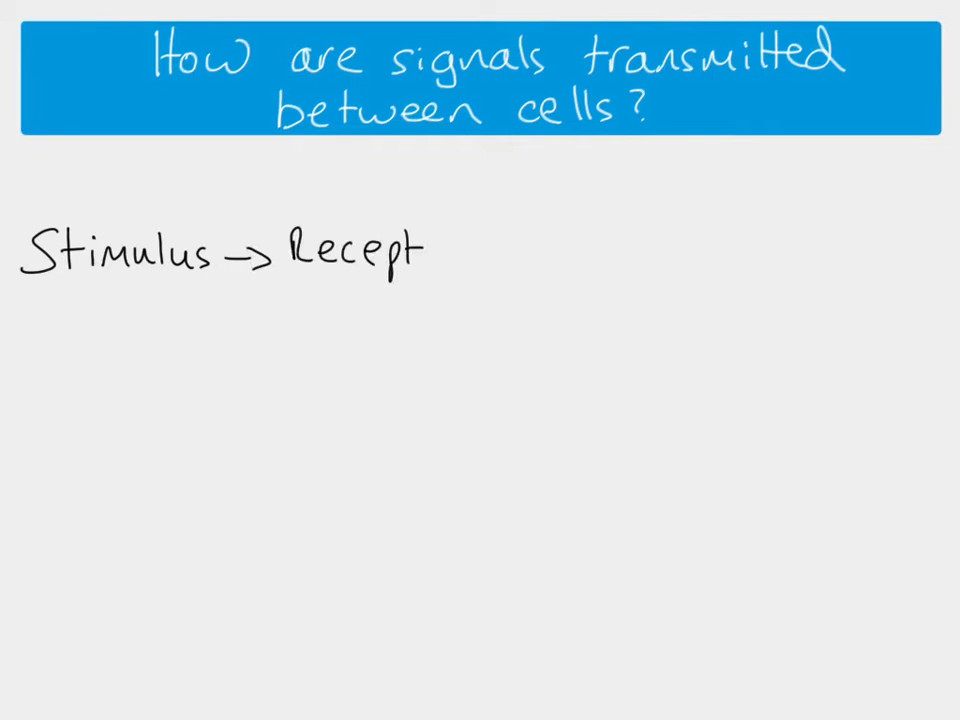 How are signals transmitted
between cells?
Stimulus → Recept